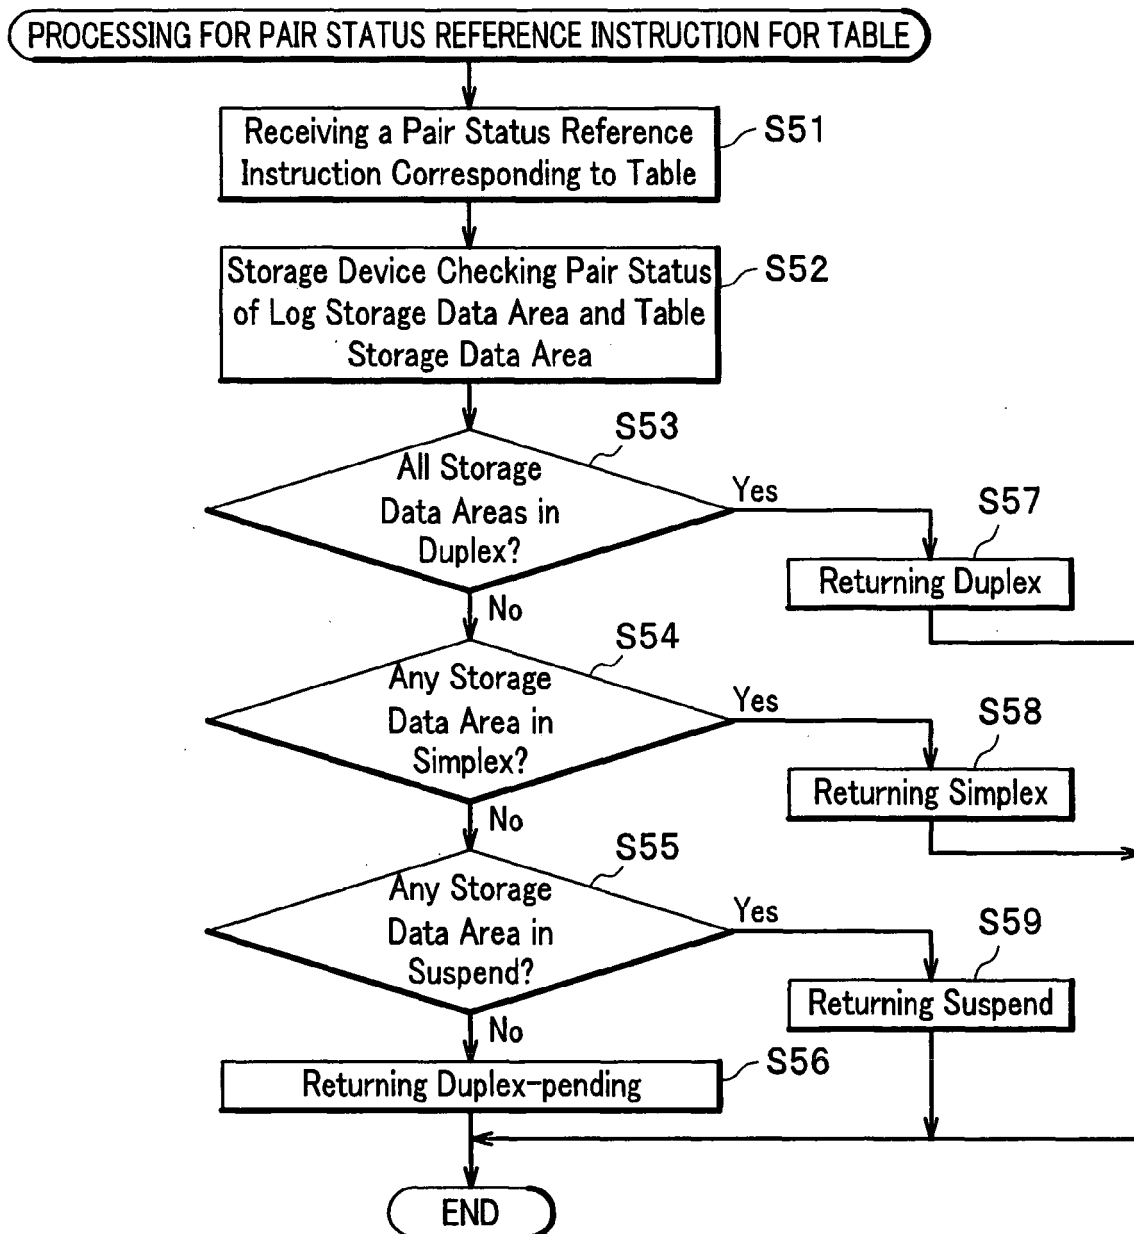 PROCESSING FOR PAIR STATUS REFERENCE INSTRUCTION FOR TABLE
Receiving a Pair Status Reference
Instruction Corresponding to Table
S51
Storage Device Checking Pair Status
of Log Storage Data Area and Table
Storage Data Area
S52
All Storage
Data Areas in
Duplex?
S53
Yes
No
S57
Returning Duplex
Any Storage
Data Area in
Simplex?
S54
Yes
No
S58
Returning Simplex
Any Storage
Data Area in
Suspend?
S55
Yes
No
S59
Returning Suspend
Returning Duplex-pending
S56
END